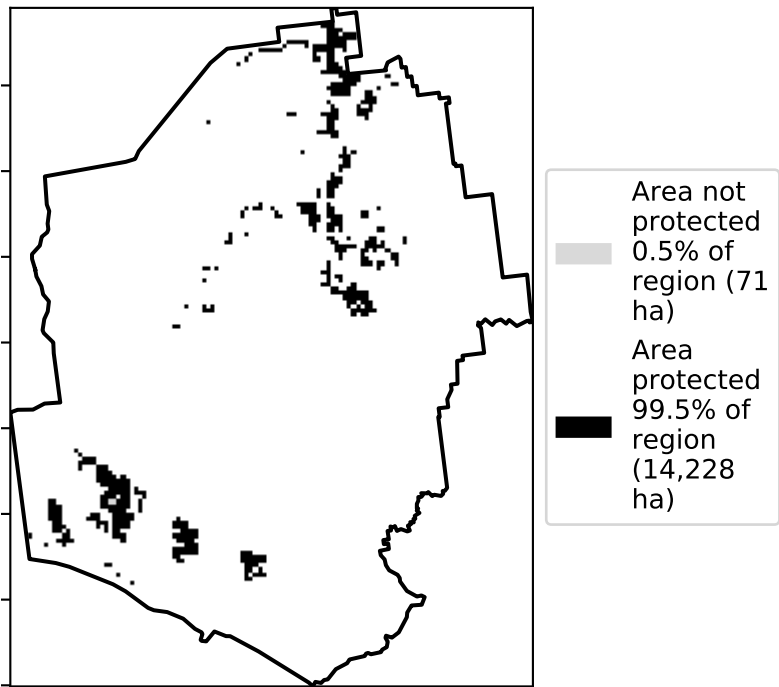 Area not
protected
0.5% of
region (71
ha)
Area
protected
99.5% of
region
(14,228
ha)